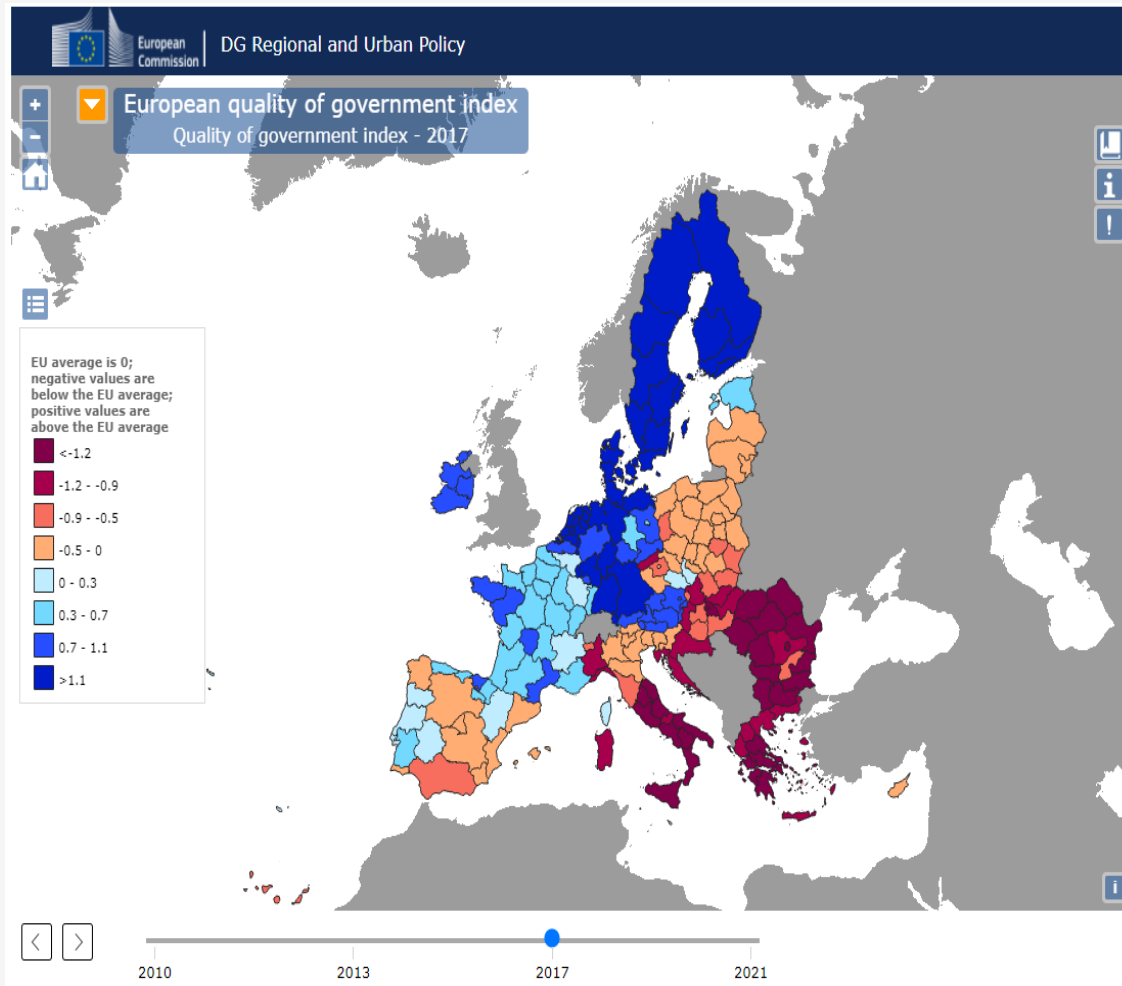 European
Commission
DG Regional and Urban Policy
+
-
European quality of government index
Quality of government index - 2017
i
!
EU average is 0;
negative values are
below the EU average;
positive values are
above the EU average
<-1.2
-1.2 - -0.9
-0.9 - -0.5
-0.5 - 0
0 - 0.3
0.3 - 0.7
0.7 - 1.1
>1.1
i
< >
2010 2013 2017 2021